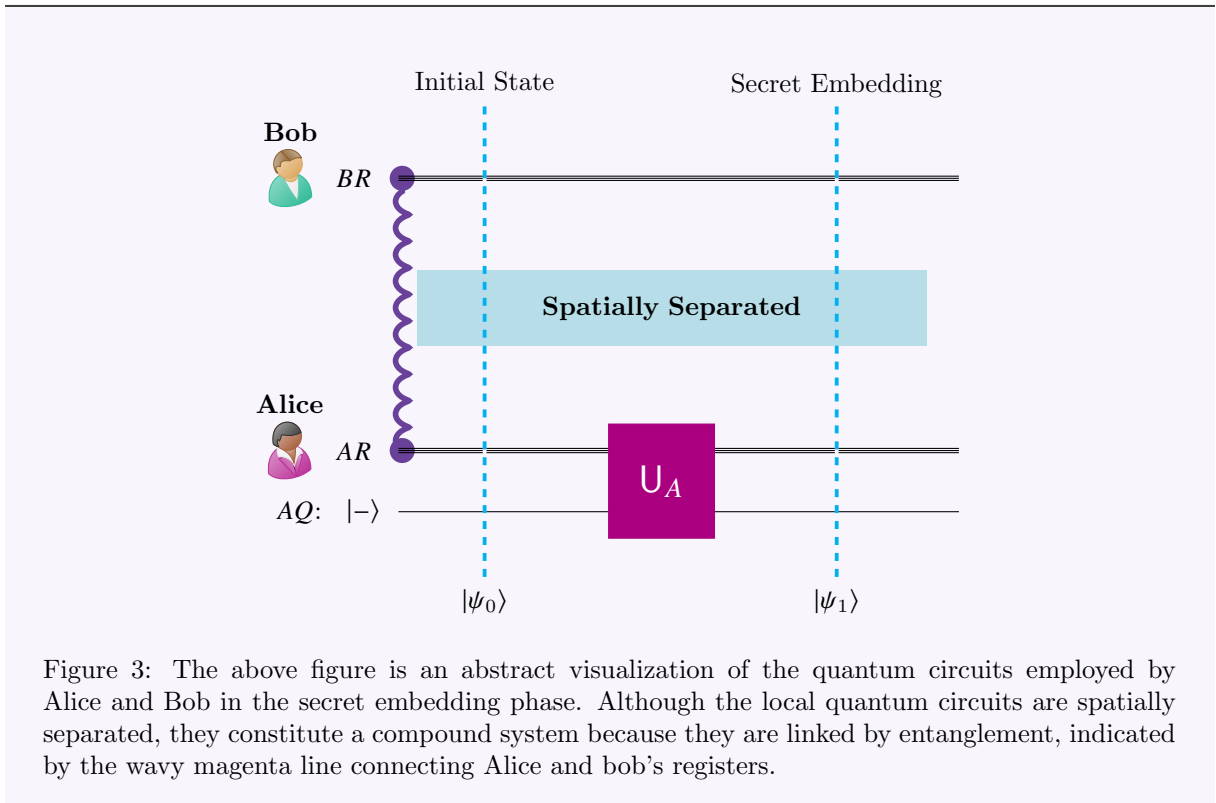 Initial State
Secret Embedding
Bob
BR
Spatially Separated
Alice
AR
U_A
AQ: |−⟩
|ψ₀⟩
|ψ₁⟩
Figure 3: The above figure is an abstract visualization of the quantum circuits employed by
Alice and Bob in the secret embedding phase. Although the local quantum circuits are spatially
separated, they constitute a compound system because they are linked by entanglement, indicated
by the wavy magenta line connecting Alice and bob's registers.